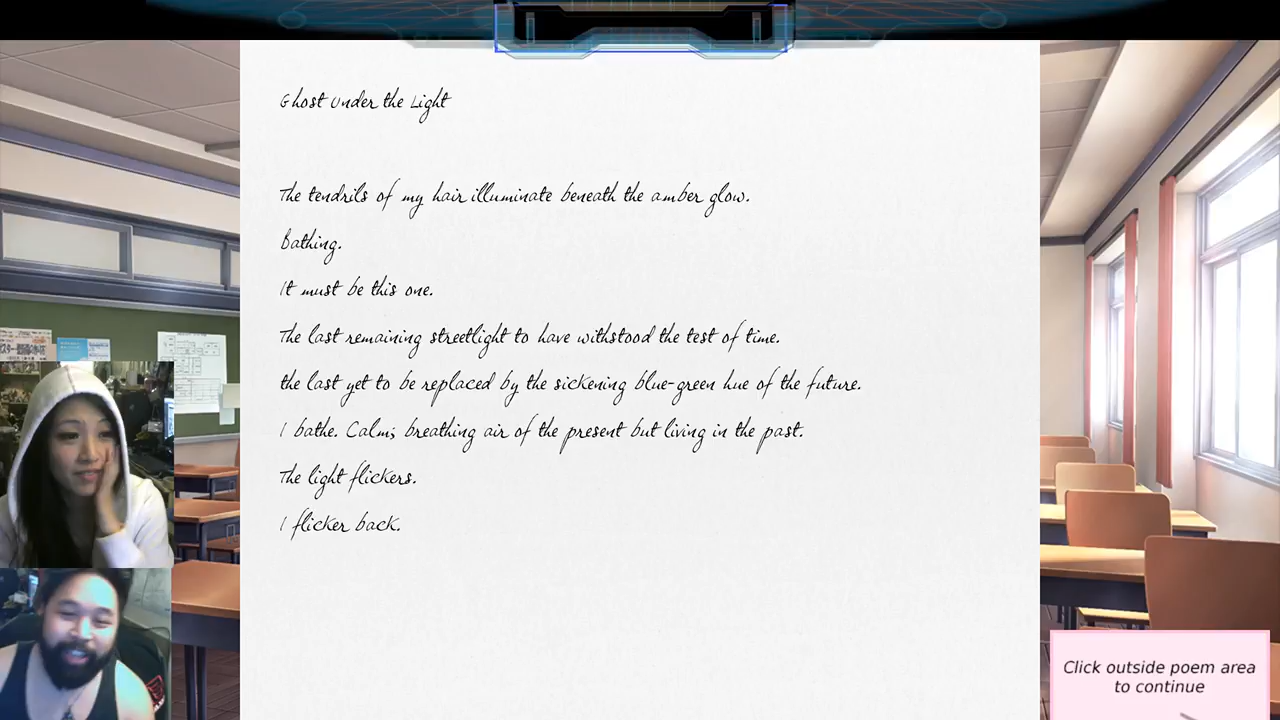 Ghost Under the Light
The tendrils of my hair illuminate beneath the amber glow.
Bathing.
It must be this one.
The last remaining streetlight to have withstood the test of time.
the last yet to be replaced by the sickening blue-green hue of the future.
I bathe. Calm; breathing air of the present but living in the past.
The light flickers.
I flicker back.
Click outside poem area
to continue